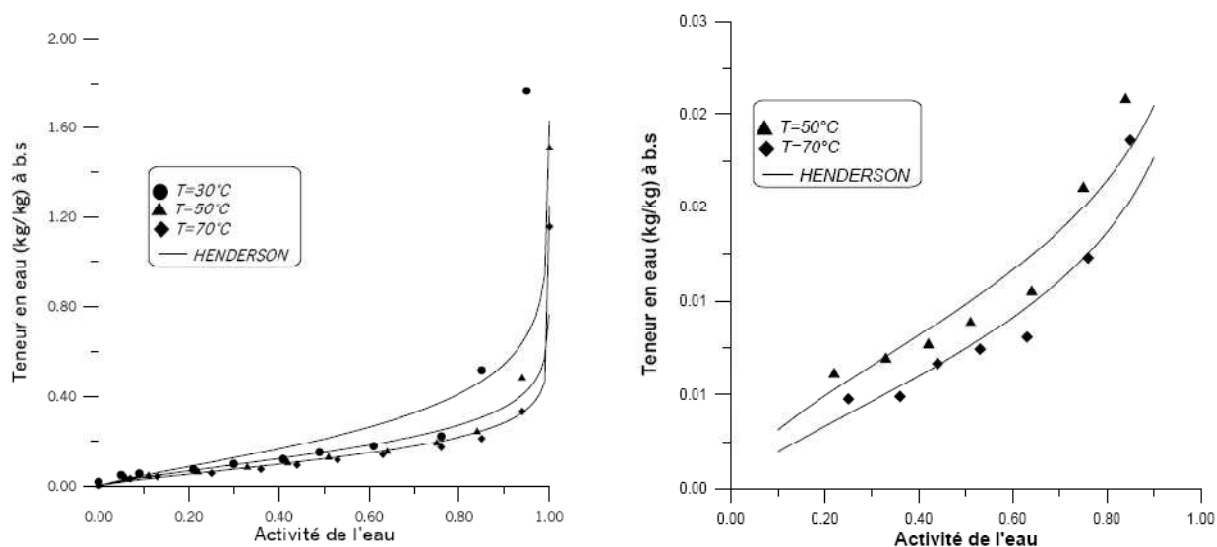 2.00
1.60
1.20
0.80
0.40
0.00
Teneur en eau (kg/kg) à b.s
T=30°C
T=50°C
T=70°C
HENDERSON
0.00 0.20 0.40 0.60 0.80 1.00
Activité de l'eau
0.03
0.02
0.02
0.01
0.01
0.00
Teneur en eau (kg/kg) à b.s
T=50°C
T=70°C
HENDERSON
0.00 0.20 0.40 0.60 0.80 1.00
Activité de l'eau